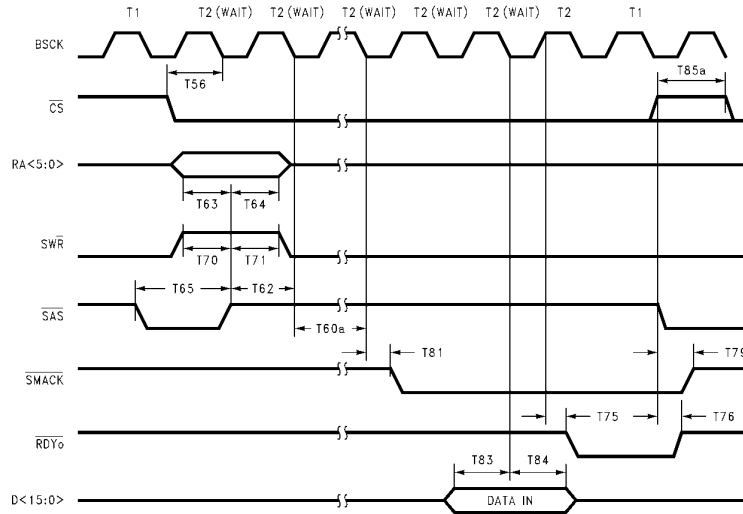 T1 T2 (WAIT) T2 (WAIT) T2 (WAIT) T2 (WAIT) T2 (WAIT) T2 T1
BSCK
T56
T85a
CS
RA<5:0>
T63 T64
SWR
T70 T71
T65 T62
SAS
T60a
T81 T79
SMACK
T75 T76
RDYo
T83 T84
D<15:0> DATA IN